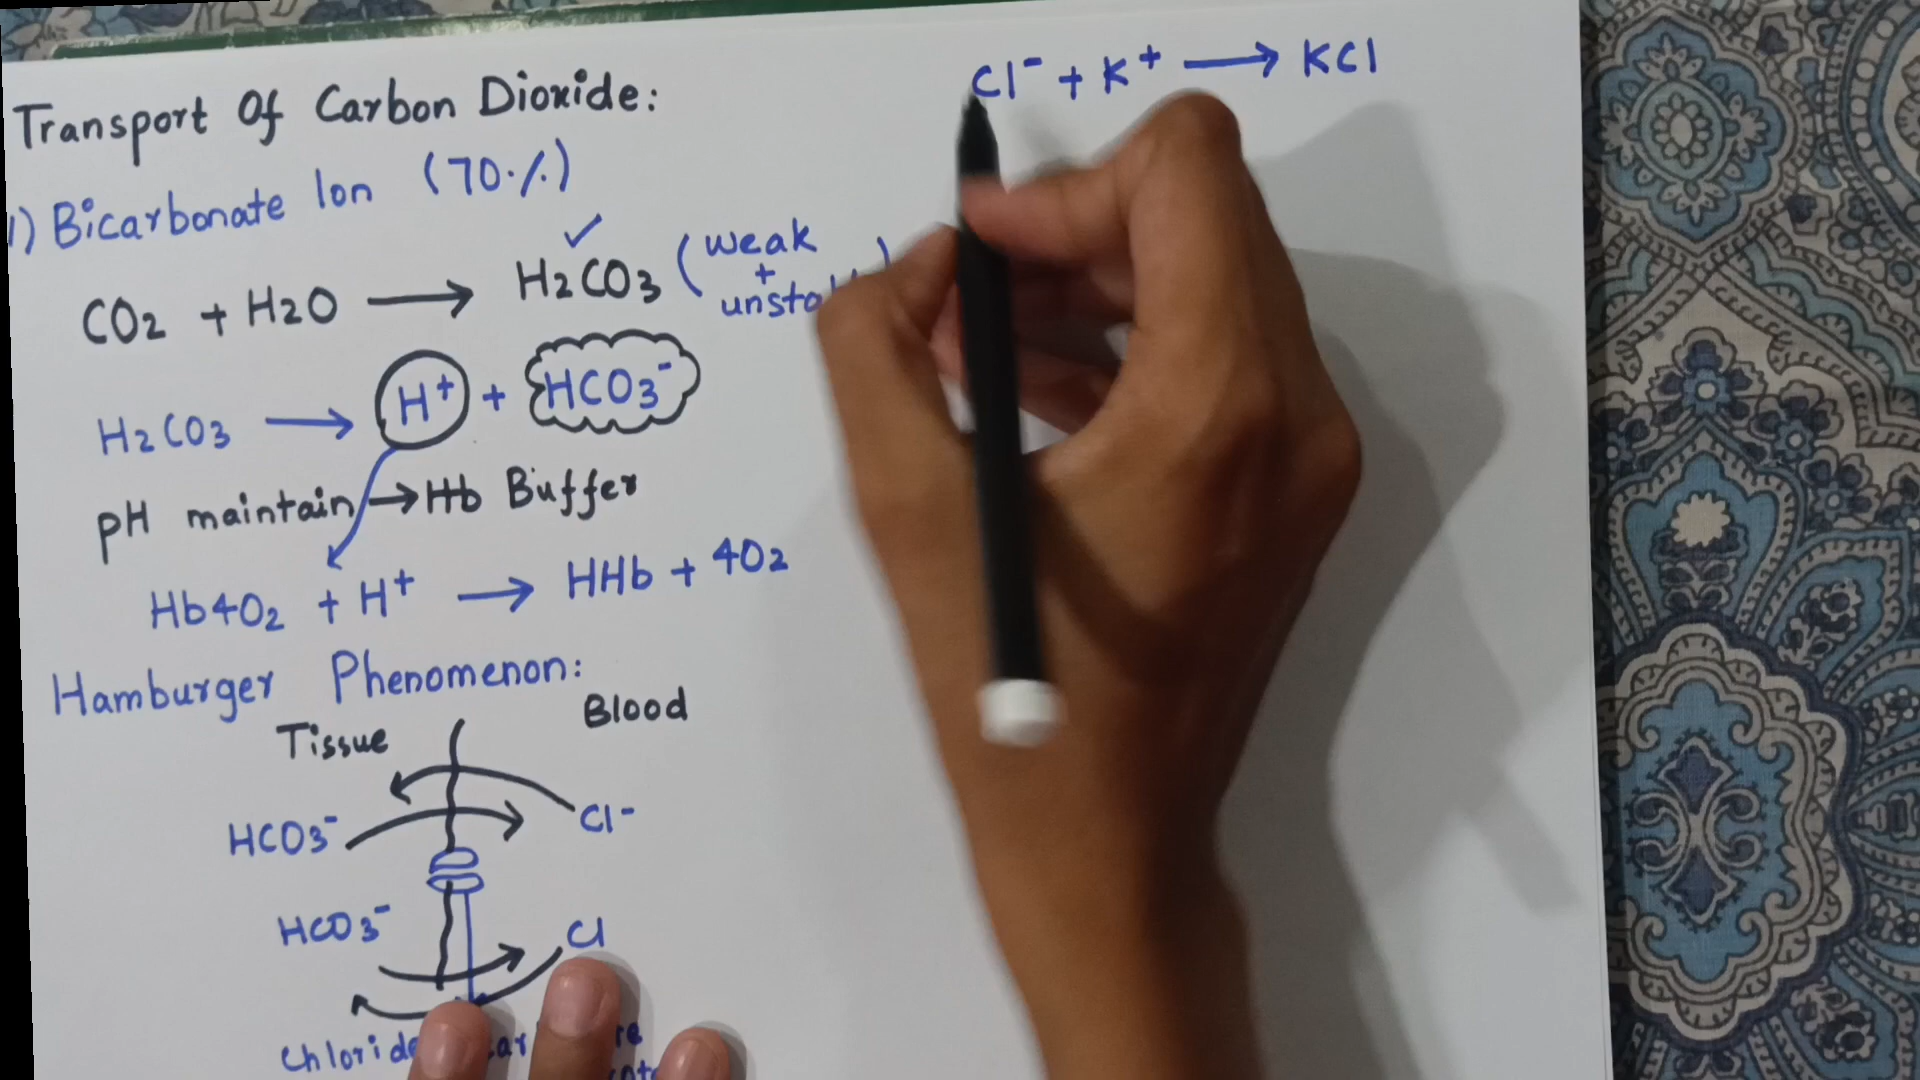 Transport Of Carbon Dioxide:
1) Bicarbonate Ion (70%)
CO2 + H2O → H2CO3 (weak
+
H2CO3 → H+ + HCO3-
pH maintain → Hb Buffer
Hb4O2 + H+ → HHb + 4O2
Hamburger Phenomenon:
Tissue Blood
HCO3- Cl-
HCO3- Cl
Cl- + K+ → KCl